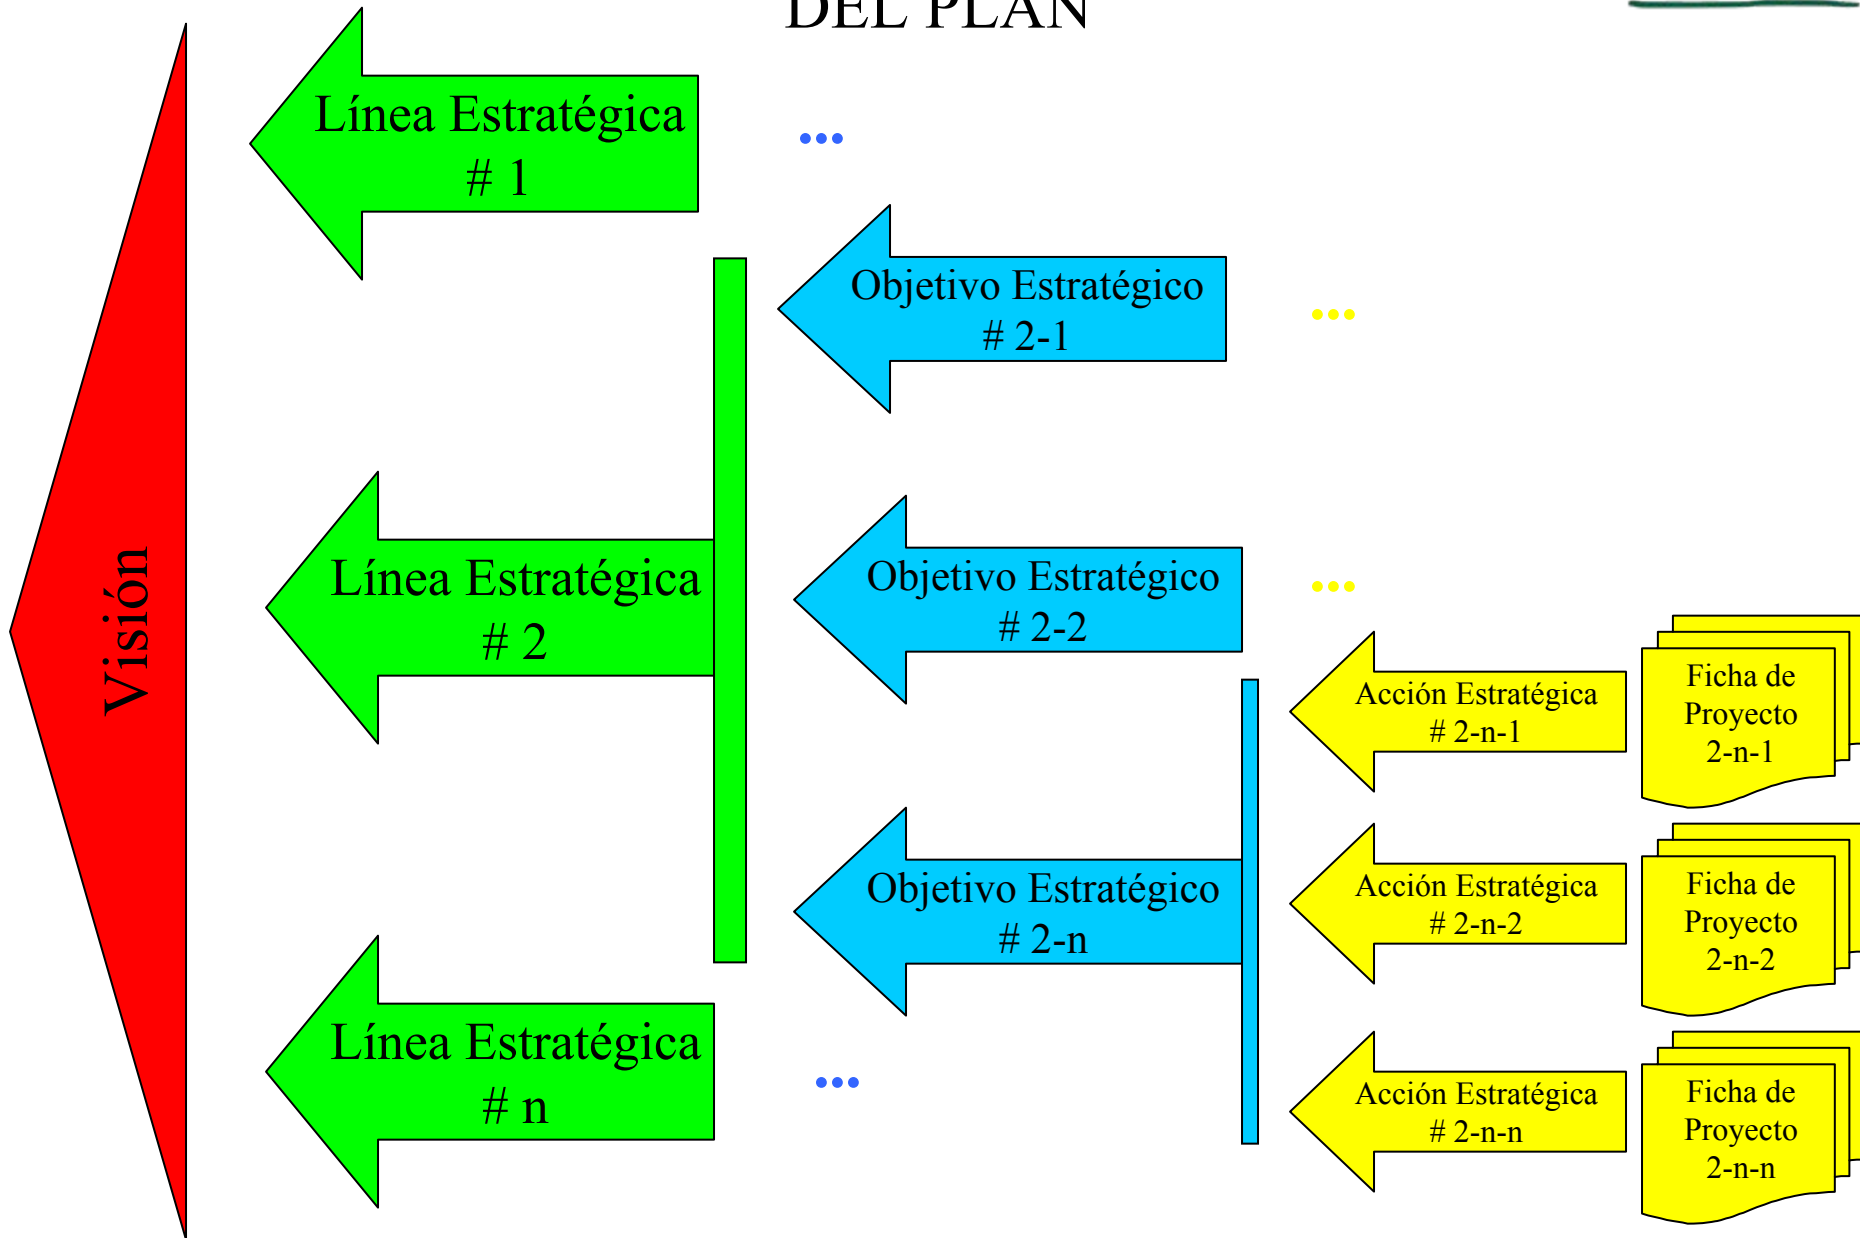 DEL PLAN
Línea Estratégica
# 1
...
Objetivo Estratégico
# 2-1
...
Visión
Línea Estratégica
# 2
Objetivo Estratégico
# 2-2
...
Acción Estratégica
# 2-n-1
Ficha de
Proyecto
2-n-1
Objetivo Estratégico
# 2-n
Acción Estratégica
# 2-n-2
Ficha de
Proyecto
2-n-2
Línea Estratégica
# n
...
Acción Estratégica
# 2-n-n
Ficha de
Proyecto
2-n-n